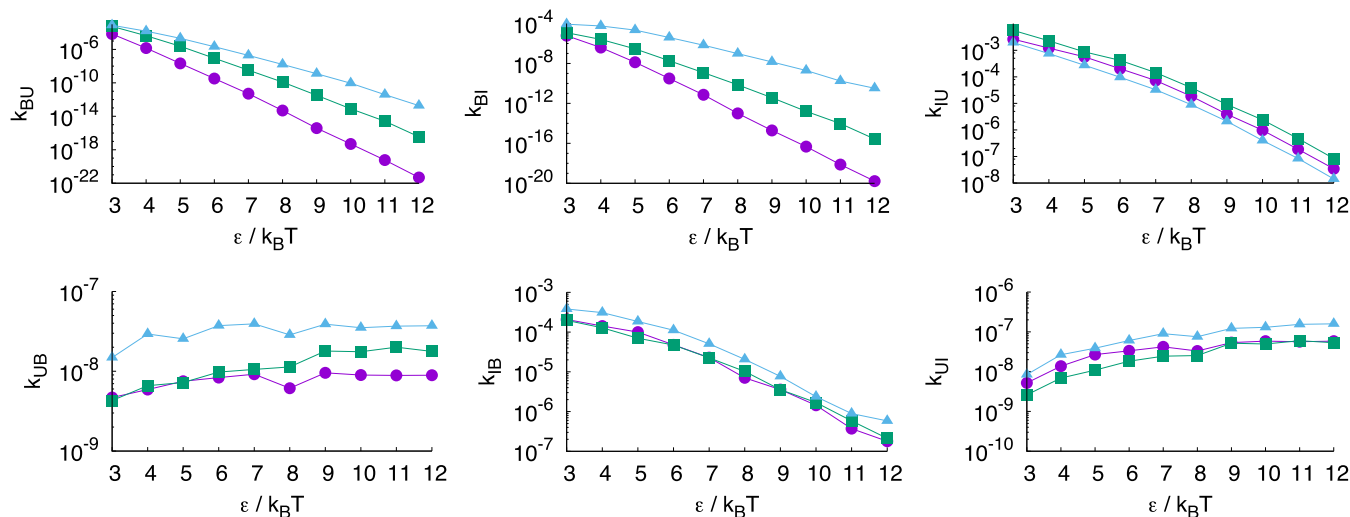 k_BU
10^-6
10^-10
10^-14
10^-18
10^-22
3 4 5 6 7 8 9 10 11 12
ε / k_BT
k_BI
10^-4
10^-8
10^-12
10^-16
10^-20
3 4 5 6 7 8 9 10 11 12
ε / k_BT
k_IU
10^-3
10^-4
10^-5
10^-6
10^-7
10^-8
3 4 5 6 7 8 9 10 11 12
ε / k_BT
k_UB
10^-7
10^-8
10^-9
3 4 5 6 7 8 9 10 11 12
ε / k_BT
k_IB
10^-3
10^-4
10^-5
10^-6
10^-7
3 4 5 6 7 8 9 10 11 12
ε / k_BT
k_UI
10^-6
10^-7
10^-8
10^-9
10^-10
3 4 5 6 7 8 9 10 11 12
ε / k_BT